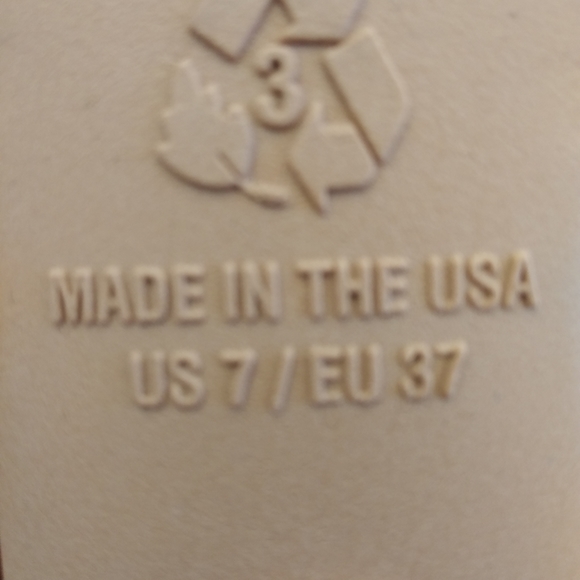 3
MADE IN THE USA
US 7 / EU 37